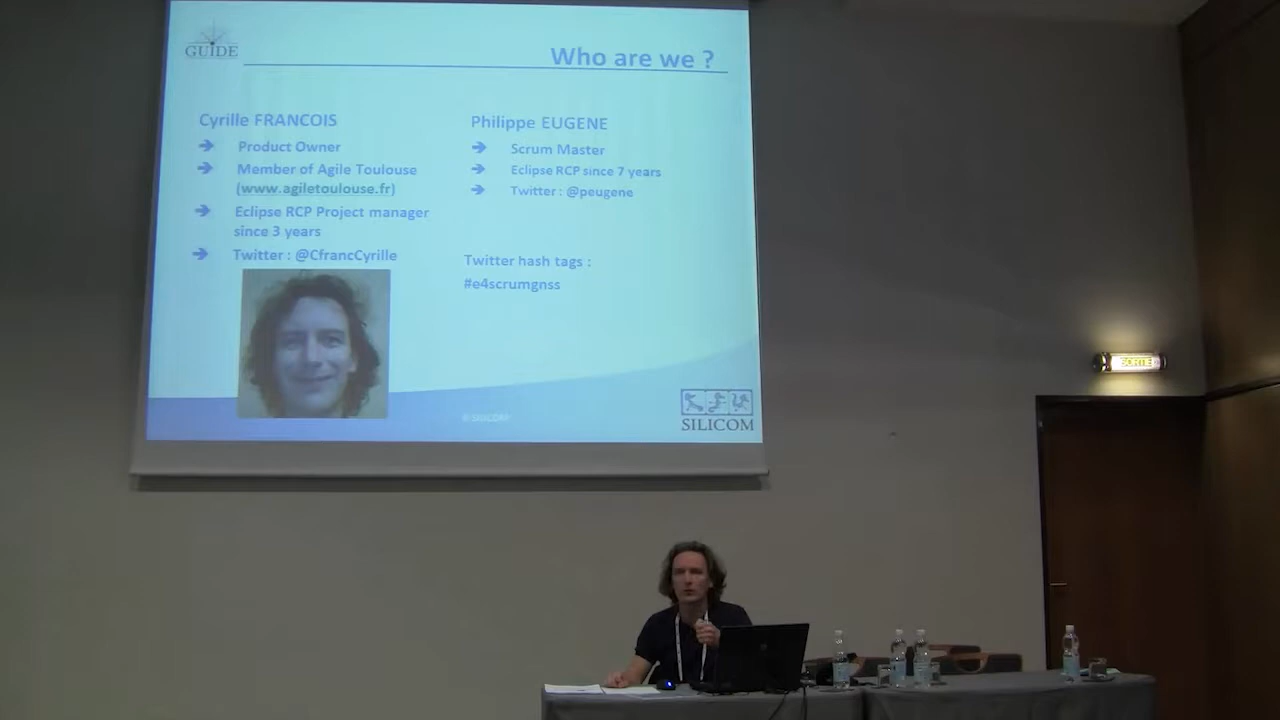 GUIDE
Who are we ?
Cyrille FRANCOIS
Product Owner
Member of Agile Toulouse
(www.agiletoulouse.fr)
Eclipse RCP Project manager
since 3 years
Twitter : @CfrancCyrille
Philippe EUGENE
Scrum Master
Eclipse RCP since 7 years
Twitter : @peugene
Twitter hash tags :
#e4scrumgnss
© SILICOM
SILICOM
SORTIE